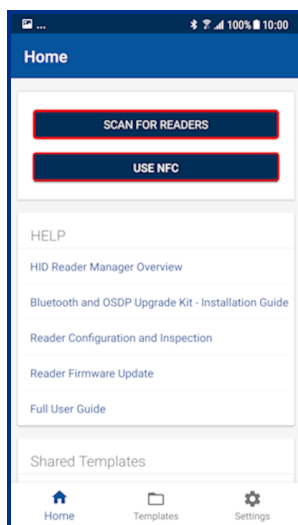 ... 100% 10:00
Home
SCAN FOR READERS
USE NFC
HELP
HID Reader Manager Overview
Bluetooth and OSDP Upgrade Kit - Installation Guide
Reader Configuration and Inspection
Reader Firmware Update
Full User Guide
Shared Templates
Home Templates Settings